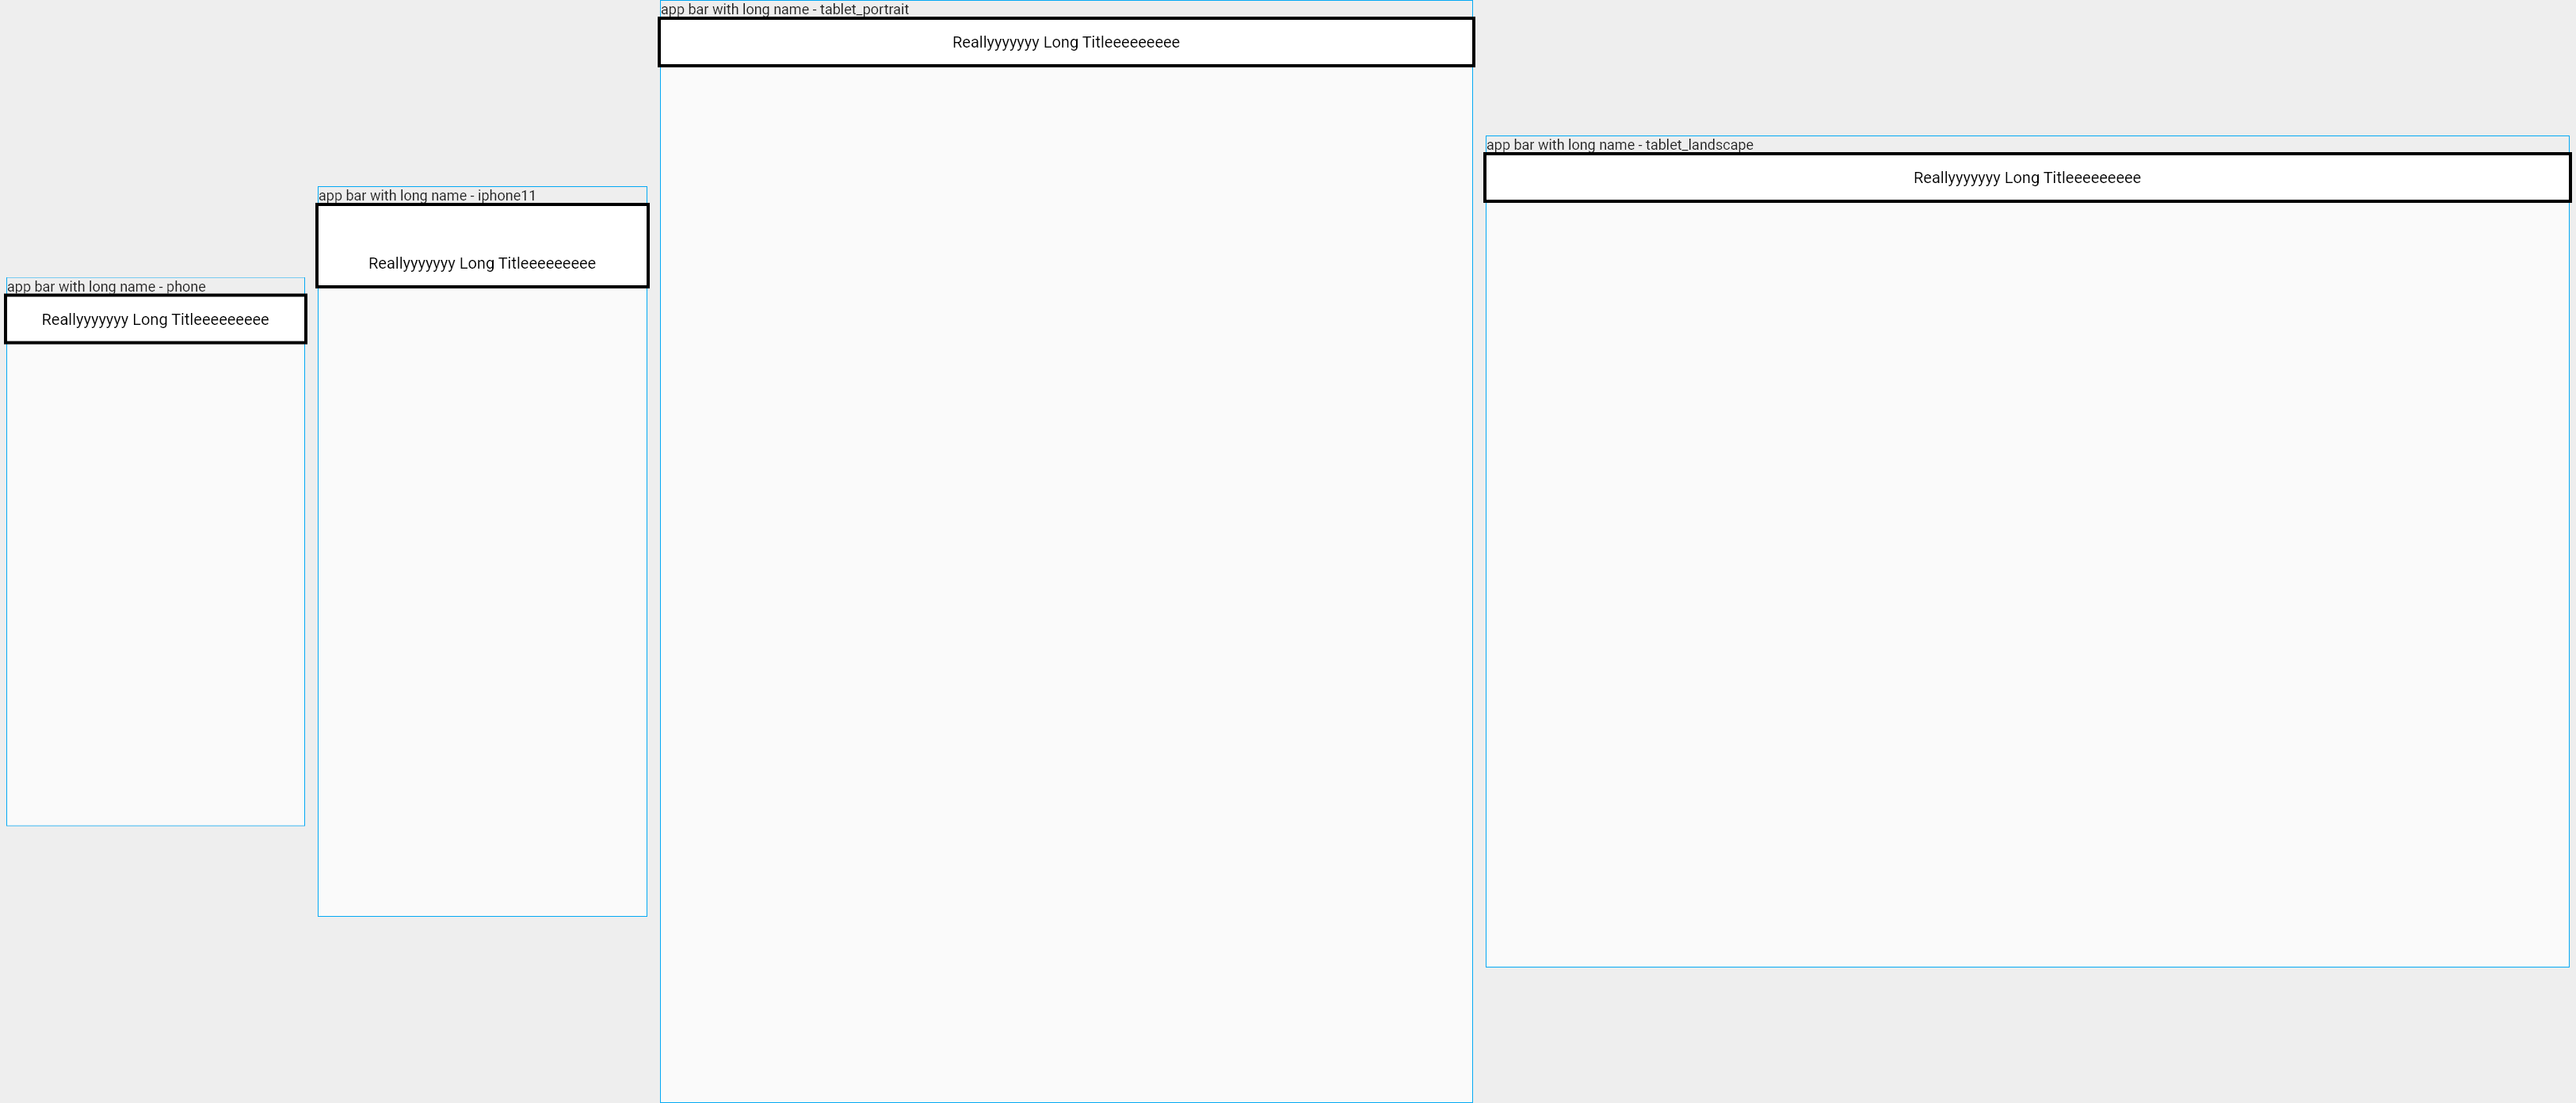 app bar with long name - phone
Reallyyyyyyy Long Titleeeeeeeee
app bar with long name - iphone11
Reallyyyyyyy Long Titleeeeeeeee
app bar with long name - tablet_portrait
Reallyyyyyyy Long Titleeeeeeeee
app bar with long name - tablet_landscape
Reallyyyyyyy Long Titleeeeeeeee